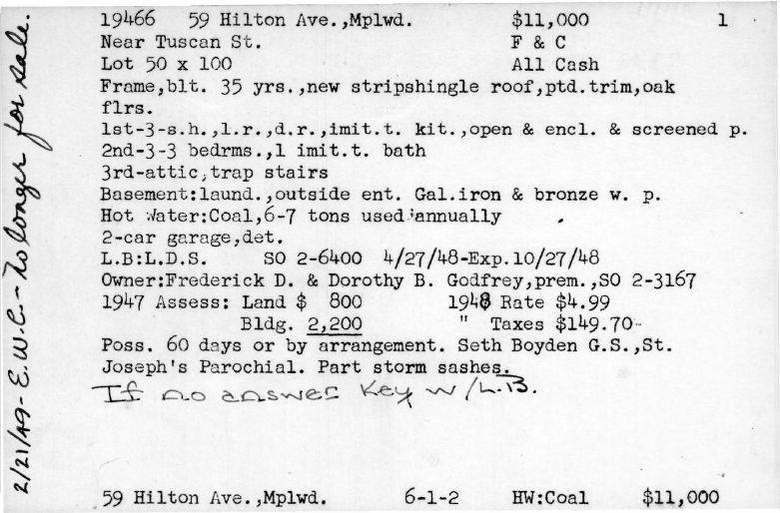 19466 59 Hilton Ave.,Mplwd. $11,000 1
Near Tuscan St. F & C
Lot 50 x 100 All Cash
Frame,blt. 35 yrs.,new stripshingle roof,ptd.trim,oak
flrs.
1st-3-s.h.,l.r.,d.r.,imit.t. kit.,open & encl. & screened p.
2nd-3-3 bedrms.,1 imit.t. bath
3rd-attic,trap stairs
Basement:laund.,outside ent. Gal.iron & bronze w. p.
Hot Water:Coal,6-7 tons used annually
2-car garage,det.
L.B:L.D.S. SO 2-6400 4/27/48-Exp.10/27/48
Owner:Frederick D. & Dorothy B. Godfrey,prem.,SO 2-3167
1947 Assess: Land $ 800 1948 Rate $4.99
Bldg. 2,200 " Taxes $149.70
Poss. 60 days or by arrangement. Seth Boyden G.S.,St.
Joseph's Parochial. Part storm sashes.
If no answer Key w/L.B.
59 Hilton Ave.,Mplwd. 6-1-2 HW:Coal $11,000
2/21/49-E.W.C.-No longer for sale.